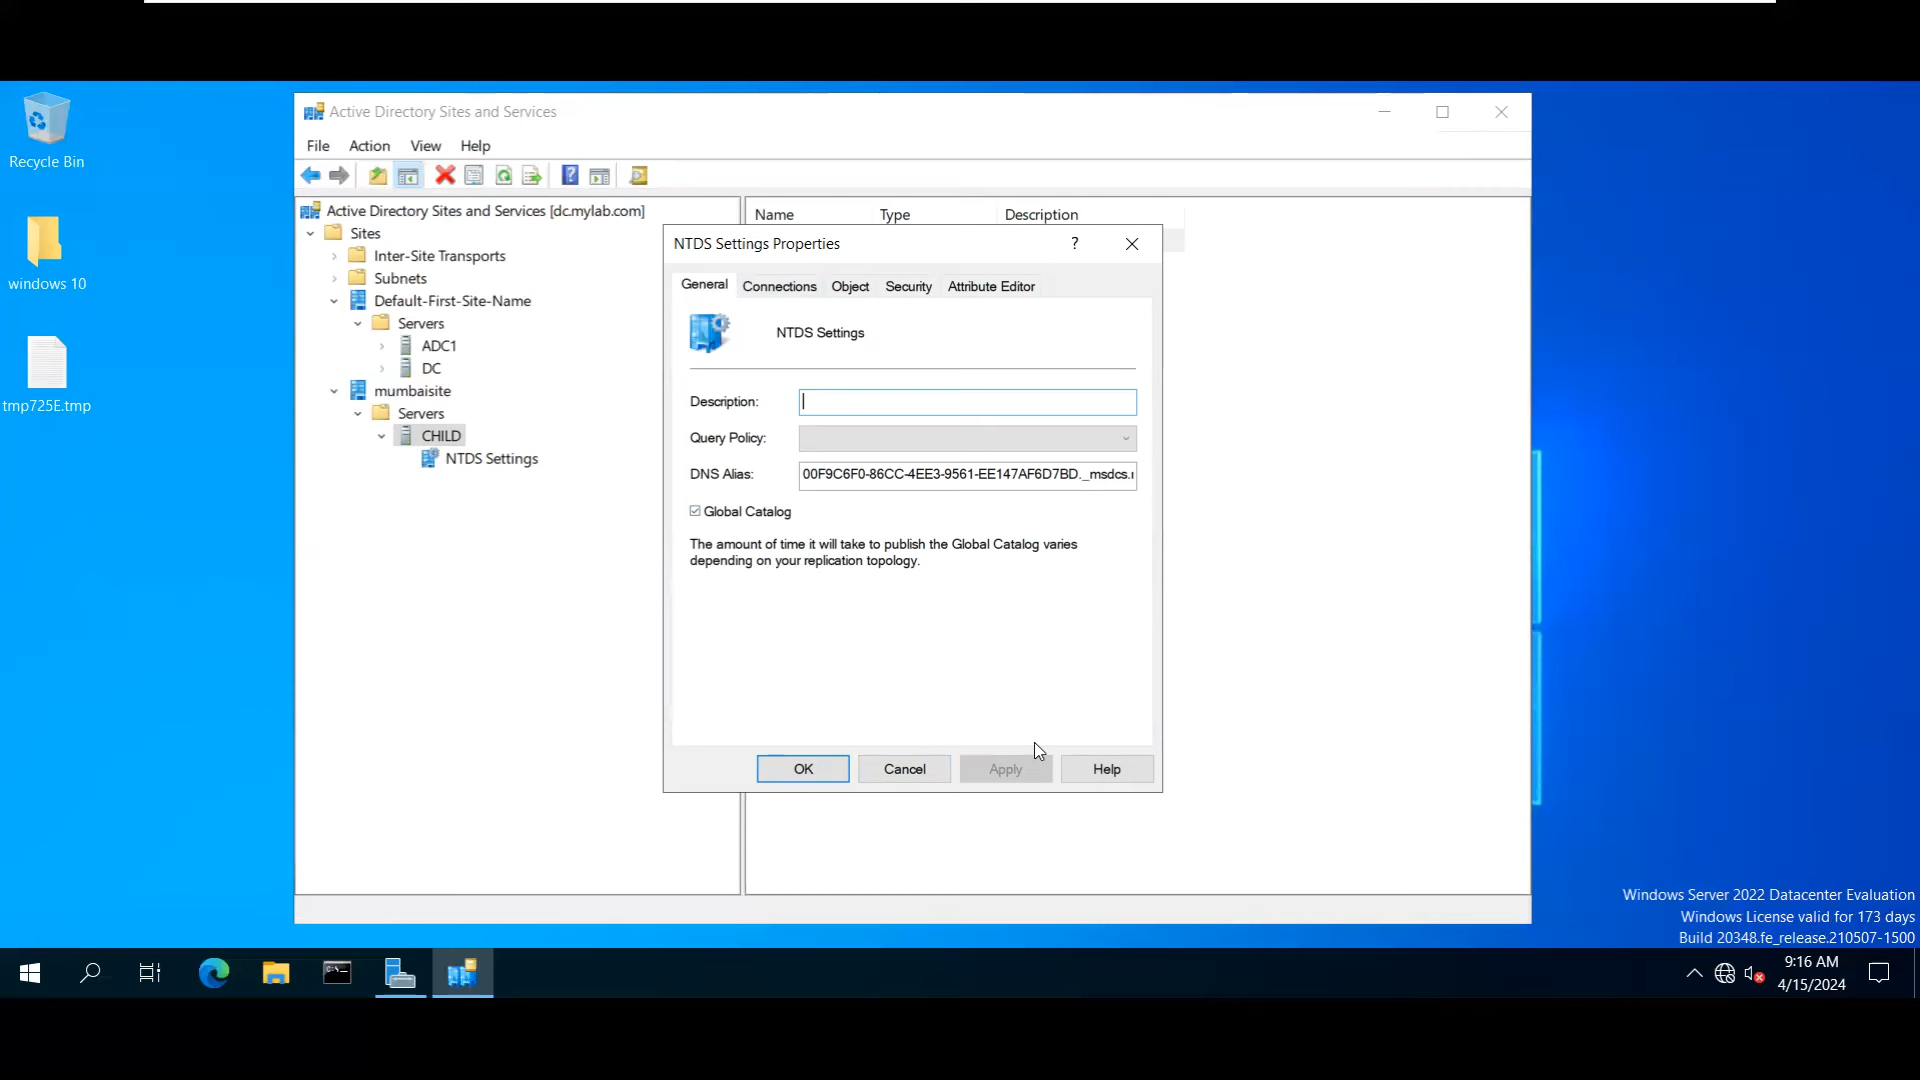 Recycle Bin
windows 10
tmp725E.tmp
Active Directory Sites and Services
File Action View Help
Active Directory Sites and Services [dc.mylab.com]
Sites
Inter-Site Transports
Subnets
Default-First-Site-Name
Servers
ADC1
DC
mumbaisite
Servers
CHILD
NTDS Settings
Name Type Description
NTDS Settings Properties ?
General Connections Object Security Attribute Editor
NTDS Settings
Description:
Query Policy:
DNS Alias: 00F9C6F0-86CC-4EE3-9561-EE147AF6D7BD._msdcs.
Global Catalog
The amount of time it will take to publish the Global Catalog varies
depending on your replication topology.
OK Cancel Apply Help
Windows Server 2022 Datacenter Evaluation
Windows License valid for 173 days
Build 20348.fe_release.210507-1500
9:16 AM
4/15/2024